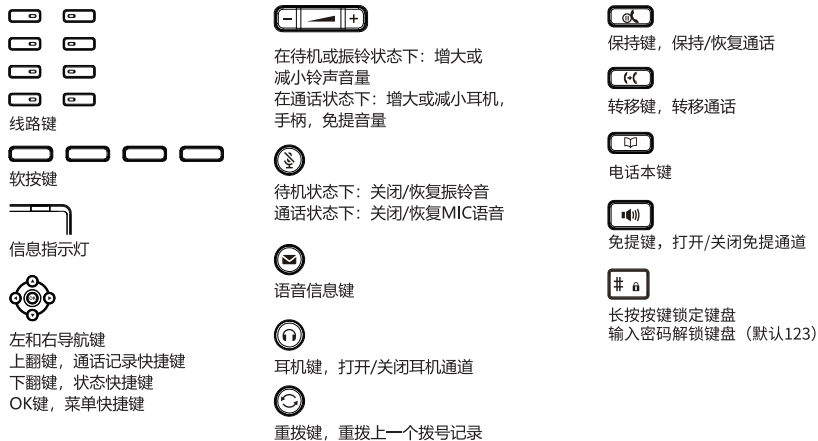 线路键
软按键
信息指示灯
OK
左和右导航键
上翻键，通话记录快捷键
下翻键，状态快捷键
OK键，菜单快捷键
在待机或振铃状态下：增大或
减小铃声音量
在通话状态下：增大或减小耳机，
手柄，免提音量
待机状态下：关闭/恢复振铃音
通话状态下：关闭/恢复MIC语音
语音信息键
耳机键，打开/关闭耳机通道
重拨键，重拨上一个拨号记录
保持键，保持/恢复通话
转移键，转移通话
电话本键
免提键，打开/关闭免提通道
#
长按按键锁定键盘
输入密码解锁键盘（默认123）